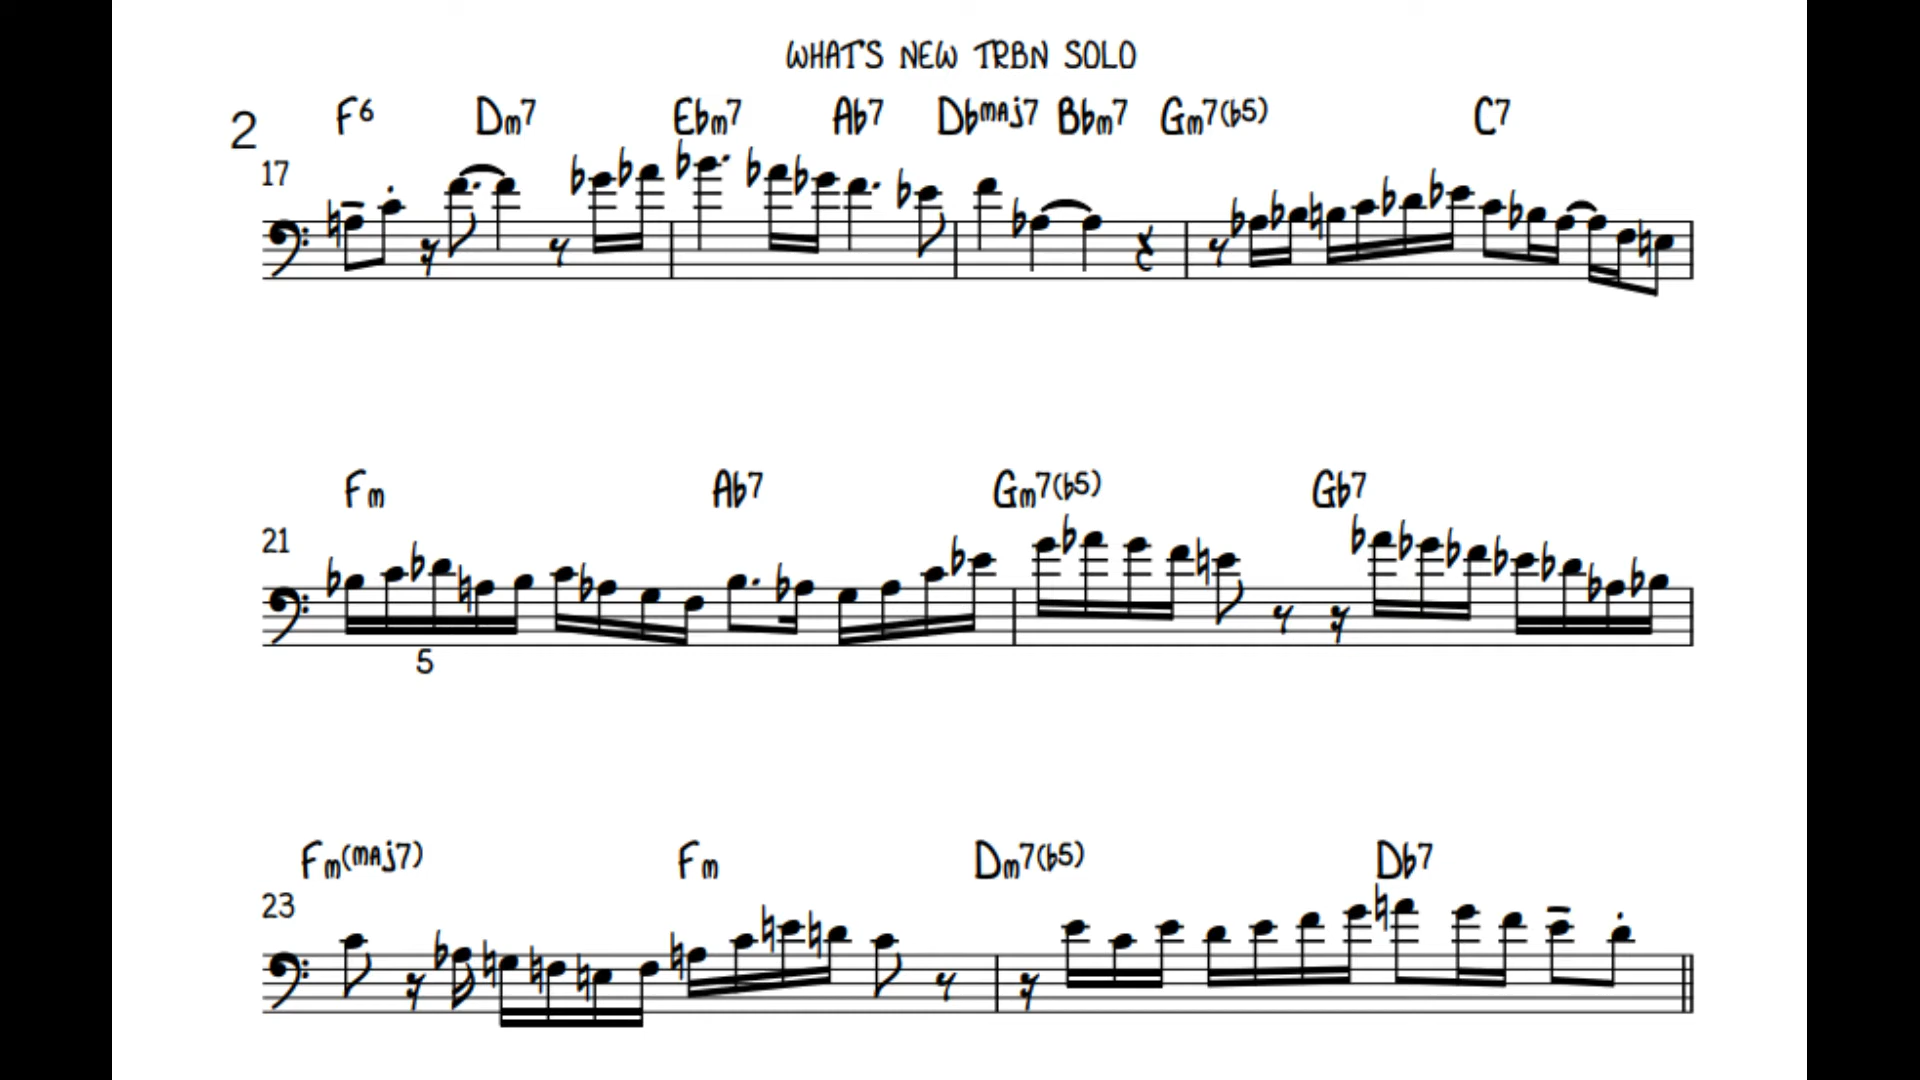 WHAT'S NEW TRBN SOLO
2 F6 Dm7 Ebm7 Ab7 Dbmaj7 Bbm7 Gm7(b5) C7
17
Fm Ab7 Gm7(b5) Gb7
21
5
Fm(maj7) Fm Dm7(b5) Db7
23